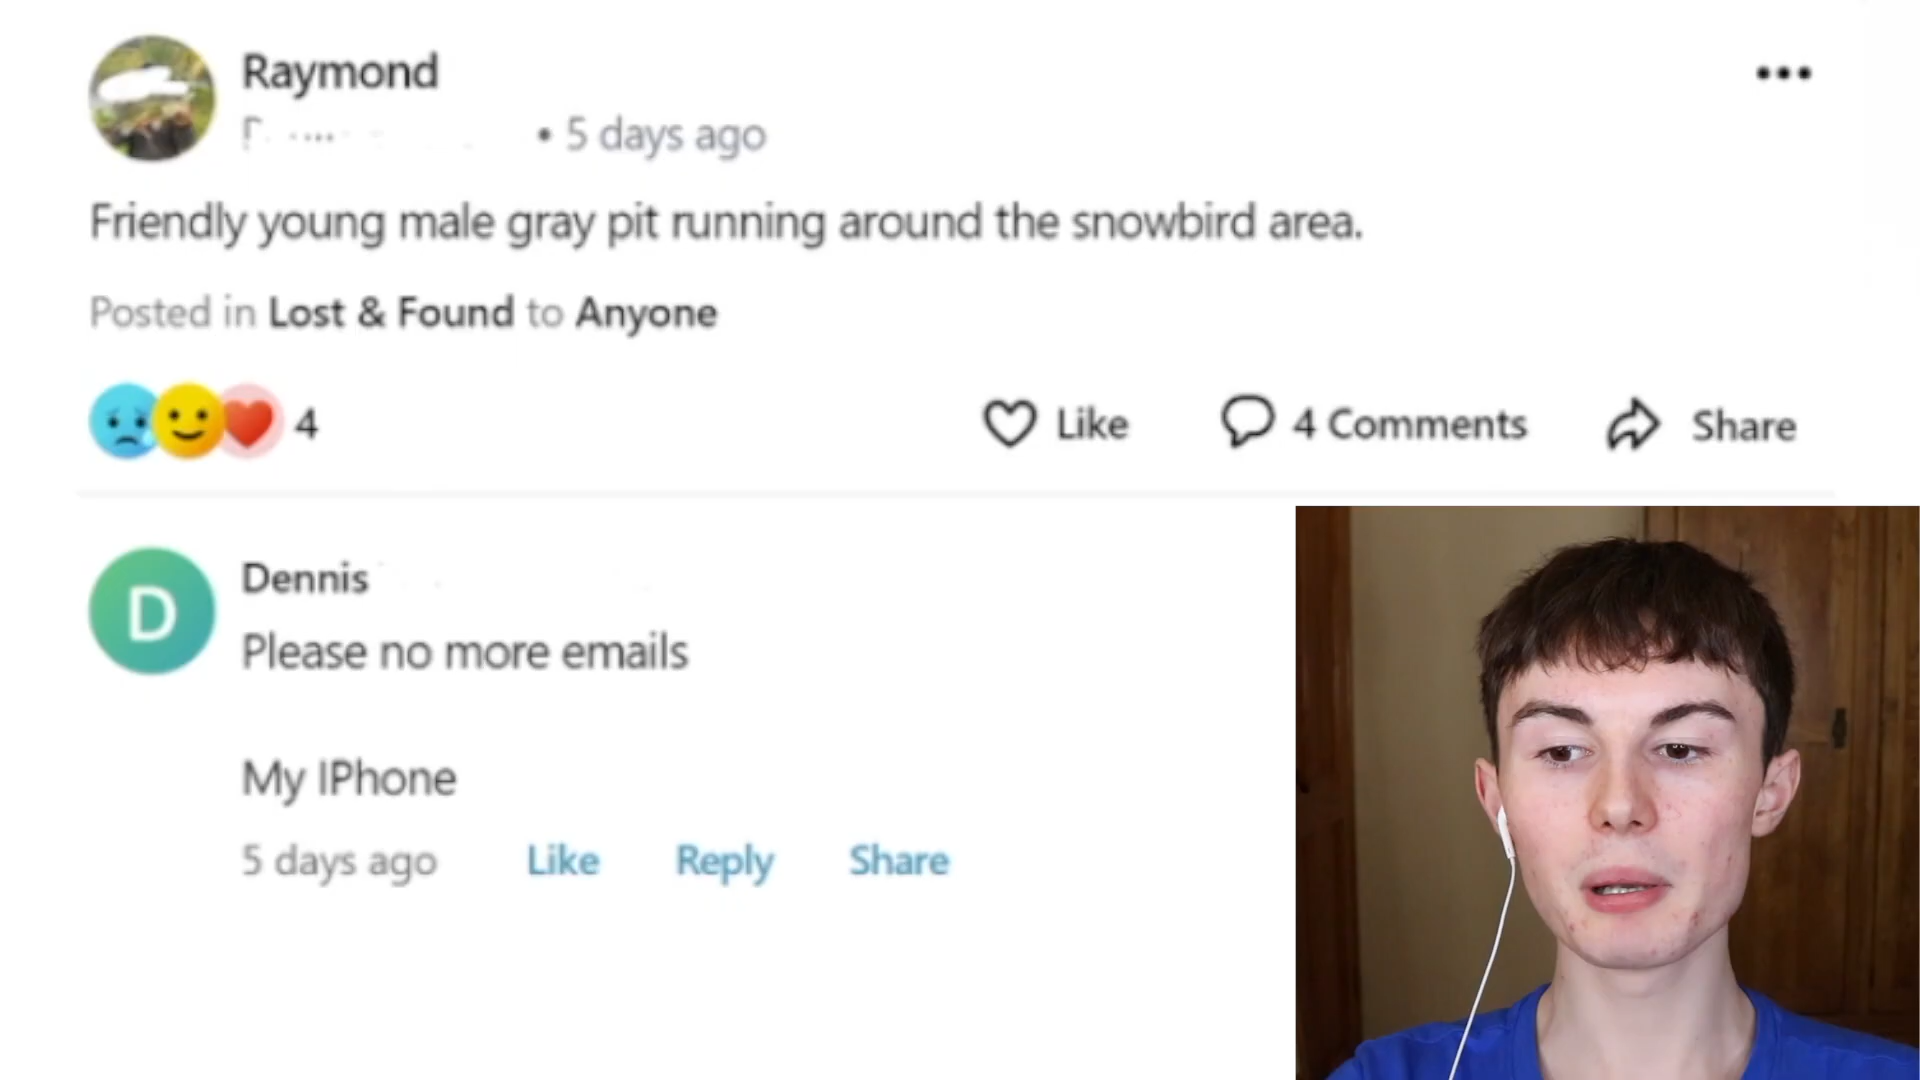 Raymond
• 5 days ago
Friendly young male gray pit running around the snowbird area.
Posted in Lost & Found to Anyone
4
Like
4 Comments
Share
D
Dennis
Please no more emails
My IPhone
5 days ago
Like
Reply
Share